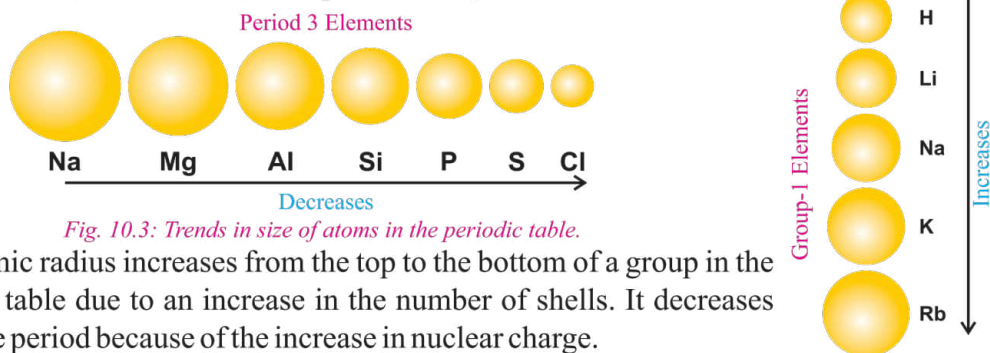 Period 3 Elements
Na Mg Al Si P S Cl
Decreases
Fig. 10.3: Trends in size of atoms in the periodic table.
nic radius increases from the top to the bottom of a group in the
table due to an increase in the number of shells. It decreases
e period because of the increase in nuclear charge.
Group-1 Elements
H
Li
Na
K
Rb
Increases